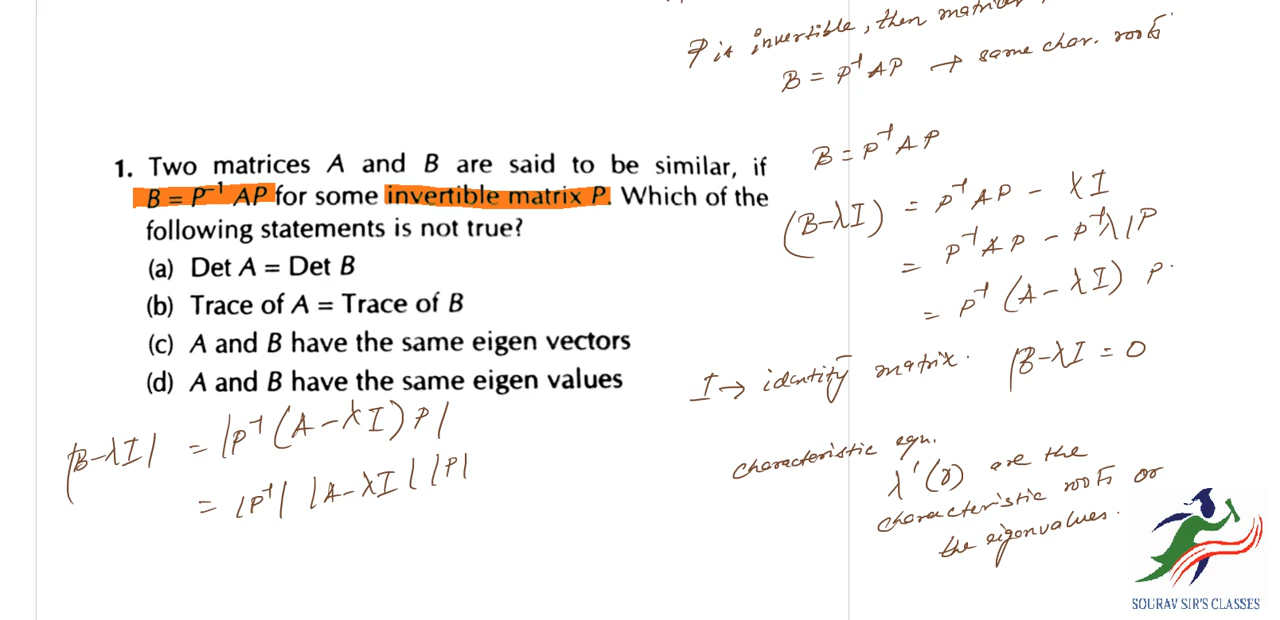 P is invertible, then
B = P⁻¹AP → same char. roots
1. Two matrices A and B are said to be similar, if
B = P⁻¹ AP for some invertible matrix P. Which of the
following statements is not true?
(a) Det A = Det B
(b) Trace of A = Trace of B
(c) A and B have the same eigen vectors
(d) A and B have the same eigen values
B = P⁻¹AP
(B-λI) = P⁻¹AP - λI
= P⁻¹AP - P⁻¹λIP
= P⁻¹(A-λI) P.
I → identity matrix. |B-λI = 0
|B-λI| = |P⁻¹(A-λI)P|
= |P⁻¹| |A-λI| |P|
Characteristic eqn.
λ'(s) are the
characteristic roots or
the eigenvalues.
SOURAV SIR'S CLASSES